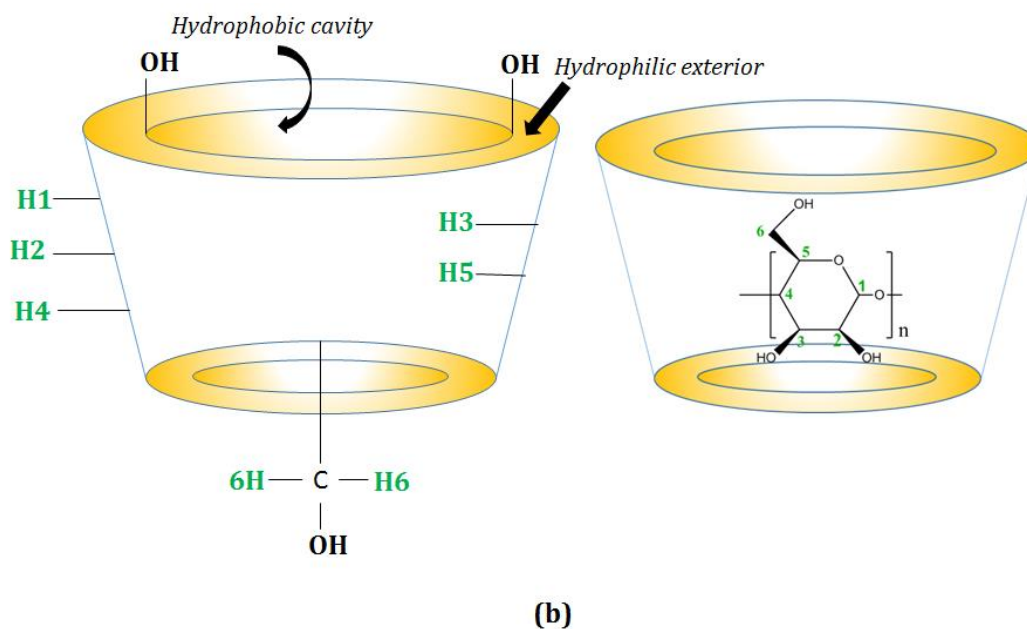 Hydrophobic cavity
OH
OH
Hydrophilic exterior
H1
H2
H4
H3
H5
6H
C
H6
OH
OH
6
5
O
4
1
O
n
3
2
HO
OH
(b)